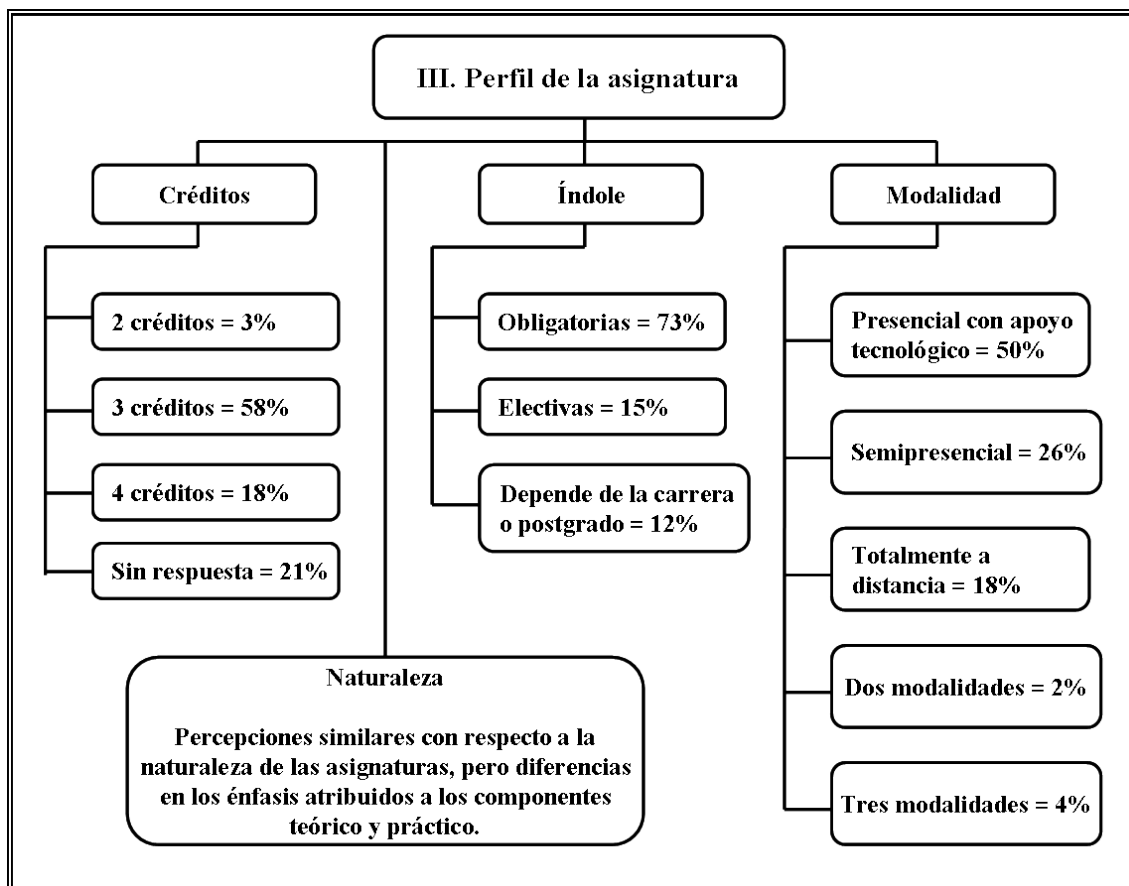 III. Perfil de la asignatura
Créditos
2 créditos = 3%
3 créditos = 58%
4 créditos = 18%
Sin respuesta = 21%
Naturaleza
Percepciones similares con respecto a la
naturaleza de las asignaturas, pero diferencias
en los énfasis atribuidos a los componentes
teórico y práctico.
Índole
Obligatorias = 73%
Electivas = 15%
Depende de la carrera
o postgrado = 12%
Modalidad
Presencial con apoyo
tecnológico = 50%
Semipresencial = 26%
Totalmente a
distancia = 18%
Dos modalidades = 2%
Tres modalidades = 4%